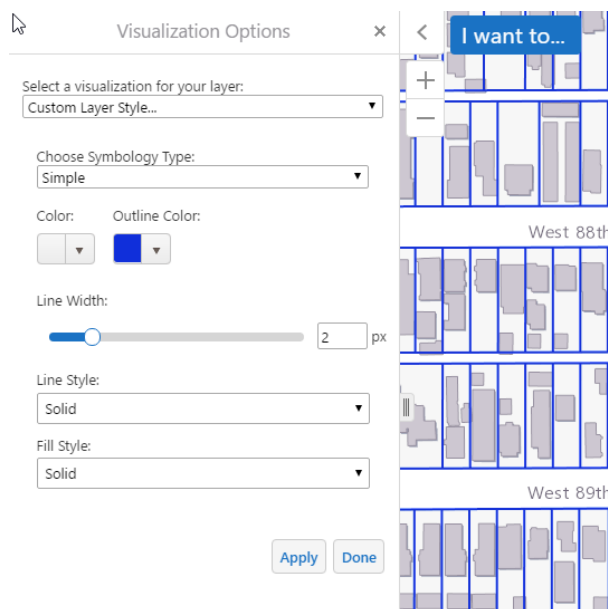 Visualization Options
Select a visualization for your layer:
Custom Layer Style...
Choose Symbology Type:
Simple
Color: Outline Color:
Line Width:
2 px
Line Style:
Solid
Fill Style:
Solid
Apply Done
I want to...
West 88th
West 89th